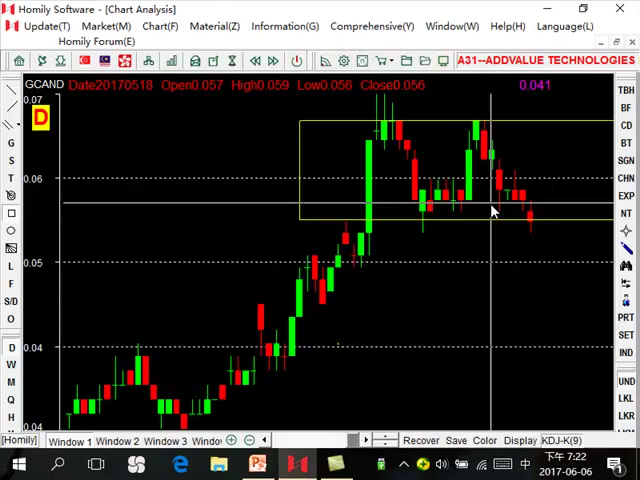 Homily Software - [Chart Analysis]
Update(T) Market(M) Chart(F) Material(Z) Information(G) Comprehensive(Y) Window(W) Help(H) Language(L)
Homily Forum(E)
A31--ADDVALUE TECHNOLOGIES
GCAND Date20170518 Open0.057 High0.059 Low0.056 Close0.056 0.041
0.07
D
0.06
0.05
0.04
0.04
G
S
T
L
F
S/D
O
D
W
M
Q
H
TBH
BF
CD
BT
SGN
CHN
EXP
NT
PRT
SET
IND
UND
LKL
LKR
[Homily] Window 1 Window 2 Window 3 Recover Save Color Display KDJ-K(9)
中
下午 7:22
2017-06-06